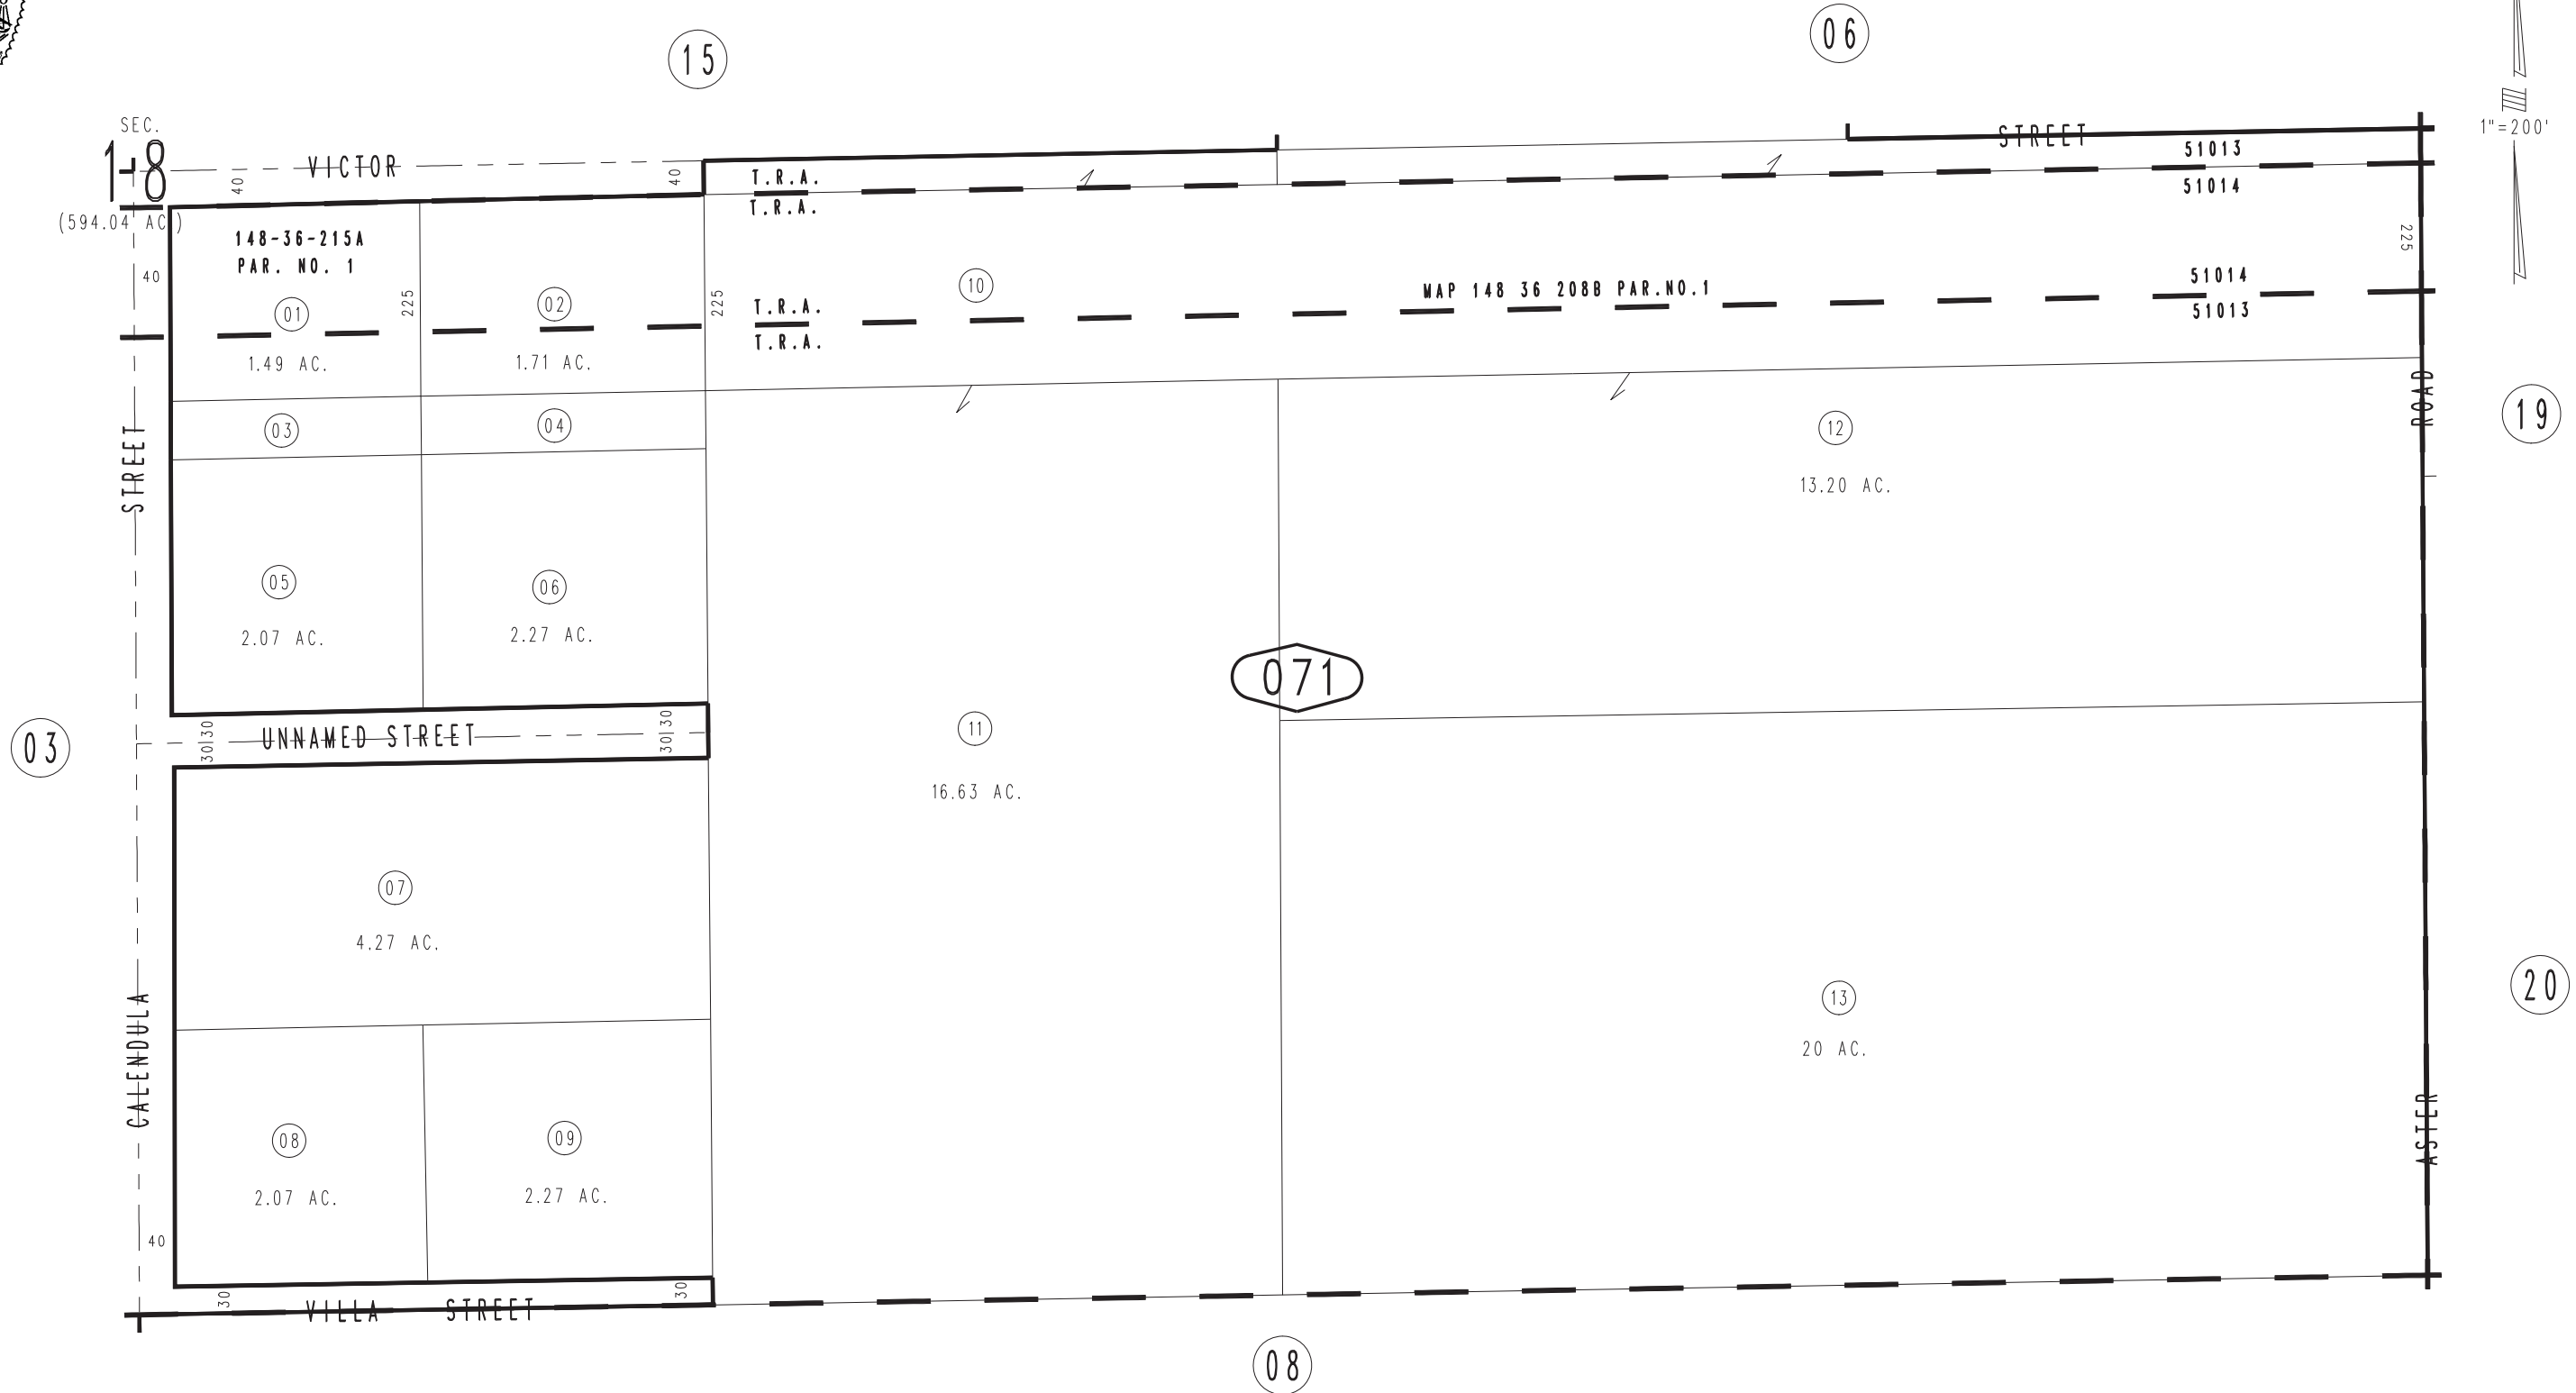 15
06
SEC.
1-8
(594.04 AC.)
VICTOR
STREET
1"=200'
40
40
T.R.A.
T.R.A.
51013
51014
148-36-215A
PAR. NO. 1
40
01
1.49 AC.
225
02
1.71 AC.
225
T.R.A.
T.R.A.
10
MAP 148 36 208B PAR.NO.1
51014
51013
225
ROAD
19
STREET
03
04
12
13.20 AC.
05
2.07 AC.
06
2.27 AC.
071
03
30|30
UNNAMED STREET
30|30
11
16.63 AC.
07
4.27 AC.
CALENDULA
13
20 AC.
20
ASTER
08
2.07 AC.
09
2.27 AC.
40
30
VILLA STREET
30
08